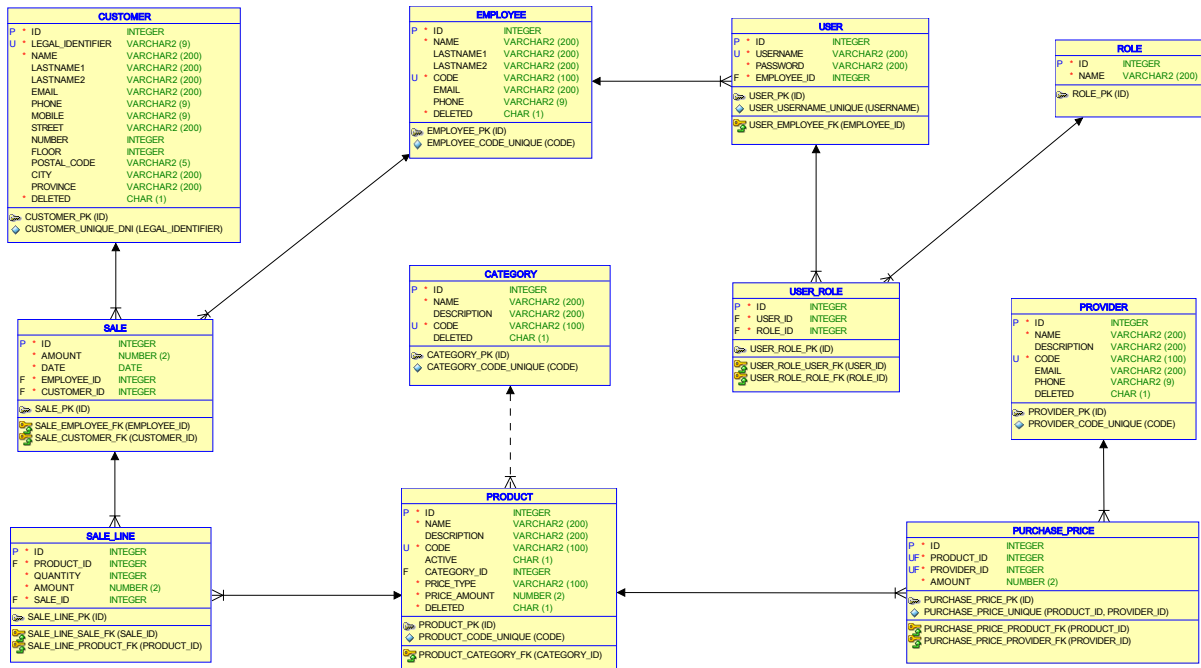 CUSTOMER
P * ID INTEGER
U * LEGAL_IDENTIFIER VARCHAR2 (9)
* NAME VARCHAR2 (200)
LASTNAME1 VARCHAR2 (200)
LASTNAME2 VARCHAR2 (200)
EMAIL VARCHAR2 (200)
PHONE VARCHAR2 (9)
MOBILE VARCHAR2 (9)
STREET VARCHAR2 (200)
NUMBER INTEGER
FLOOR INTEGER
POSTAL_CODE VARCHAR2 (5)
CITY VARCHAR2 (200)
PROVINCE VARCHAR2 (200)
* DELETED CHAR (1)
CUSTOMER_PK (ID)
CUSTOMER_UNIQUE_DNI (LEGAL_IDENTIFIER)
EMPLOYEE
P * ID INTEGER
* NAME VARCHAR2 (200)
LASTNAME1 VARCHAR2 (200)
LASTNAME2 VARCHAR2 (200)
U * CODE VARCHAR2 (100)
EMAIL VARCHAR2 (200)
PHONE VARCHAR2 (9)
* DELETED CHAR (1)
EMPLOYEE_PK (ID)
EMPLOYEE_CODE_UNIQUE (CODE)
USER
P * ID INTEGER
U * USERNAME VARCHAR2 (200)
* PASSWORD VARCHAR2 (200)
F * EMPLOYEE_ID INTEGER
USER_PK (ID)
USER_USERNAME_UNIQUE (USERNAME)
USER_EMPLOYEE_FK (EMPLOYEE_ID)
ROLE
P * ID INTEGER
* NAME VARCHAR2 (200)
ROLE_PK (ID)
SALE
P * ID INTEGER
* AMOUNT NUMBER (2)
* DATE DATE
F * EMPLOYEE_ID INTEGER
F * CUSTOMER_ID INTEGER
SALE_PK (ID)
SALE_EMPLOYEE_FK (EMPLOYEE_ID)
SALE_CUSTOMER_FK (CUSTOMER_ID)
CATEGORY
P * ID INTEGER
* NAME VARCHAR2 (200)
DESCRIPTION VARCHAR2 (200)
U * CODE VARCHAR2 (100)
DELETED CHAR (1)
CATEGORY_PK (ID)
CATEGORY_CODE_UNIQUE (CODE)
USER_ROLE
P * ID INTEGER
F * USER_ID INTEGER
F * ROLE_ID INTEGER
USER_ROLE_PK (ID)
USER_ROLE_USER_FK (USER_ID)
USER_ROLE_ROLE_FK (ROLE_ID)
PROVIDER
P * ID INTEGER
* NAME VARCHAR2 (200)
DESCRIPTION VARCHAR2 (200)
U * CODE VARCHAR2 (100)
EMAIL VARCHAR2 (200)
PHONE VARCHAR2 (9)
DELETED CHAR (1)
PROVIDER_PK (ID)
PROVIDER_CODE_UNIQUE (CODE)
SALE_LINE
P * ID INTEGER
F * PRODUCT_ID INTEGER
* QUANTITY INTEGER
* AMOUNT NUMBER (2)
F * SALE_ID INTEGER
SALE_LINE_PK (ID)
SALE_LINE_SALE_FK (SALE_ID)
SALE_LINE_PRODUCT_FK (PRODUCT_ID)
PRODUCT
P * ID INTEGER
* NAME VARCHAR2 (200)
DESCRIPTION VARCHAR2 (200)
U * CODE VARCHAR2 (100)
ACTIVE CHAR (1)
F CATEGORY_ID INTEGER
* PRICE_TYPE VARCHAR2 (100)
* PRICE_AMOUNT NUMBER (2)
* DELETED CHAR (1)
PRODUCT_PK (ID)
PRODUCT_CODE_UNIQUE (CODE)
PRODUCT_CATEGORY_FK (CATEGORY_ID)
PURCHASE_PRICE
P * ID INTEGER
UF * PRODUCT_ID INTEGER
UF * PROVIDER_ID INTEGER
* AMOUNT NUMBER (2)
PURCHASE_PRICE_PK (ID)
PURCHASE_PRICE_UNIQUE (PRODUCT_ID, PROVIDER_ID)
PURCHASE_PRICE_PRODUCT_FK (PRODUCT_ID)
PURCHASE_PRICE_PROVIDER_FK (PROVIDER_ID)